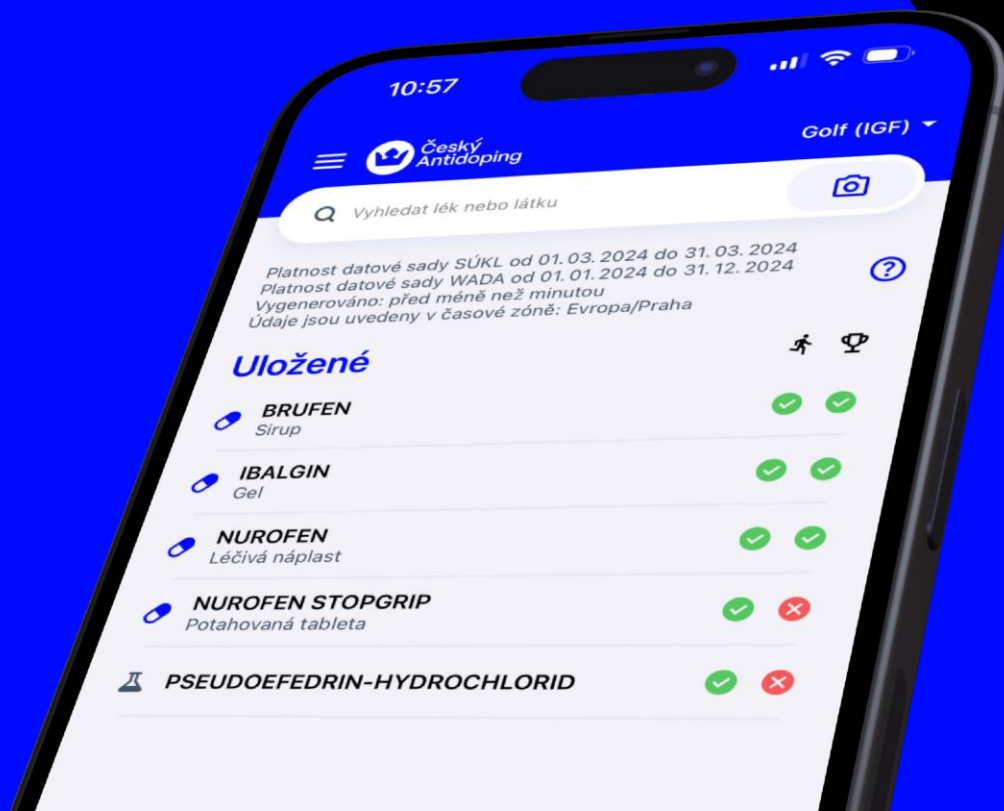 10:57
Český
Antidoping
Golf (IGF)
Vyhledat lék nebo látku
Platnost datové sady SÚKL od 01. 03. 2024 do 31. 03. 2024
Platnost datové sady WADA od 01. 01. 2024 do 31. 12. 2024
Vygenerováno: před méně než minutou
Údaje jsou uvedeny v časové zóně: Evropa/Praha
Uložené
BRUFEN
Sirup
IBALGIN
Gel
NUROFEN
Léčivá náplast
NUROFEN STOPGRIP
Potahovaná tableta
PSEUDOEFEDRIN-HYDROCHLORID